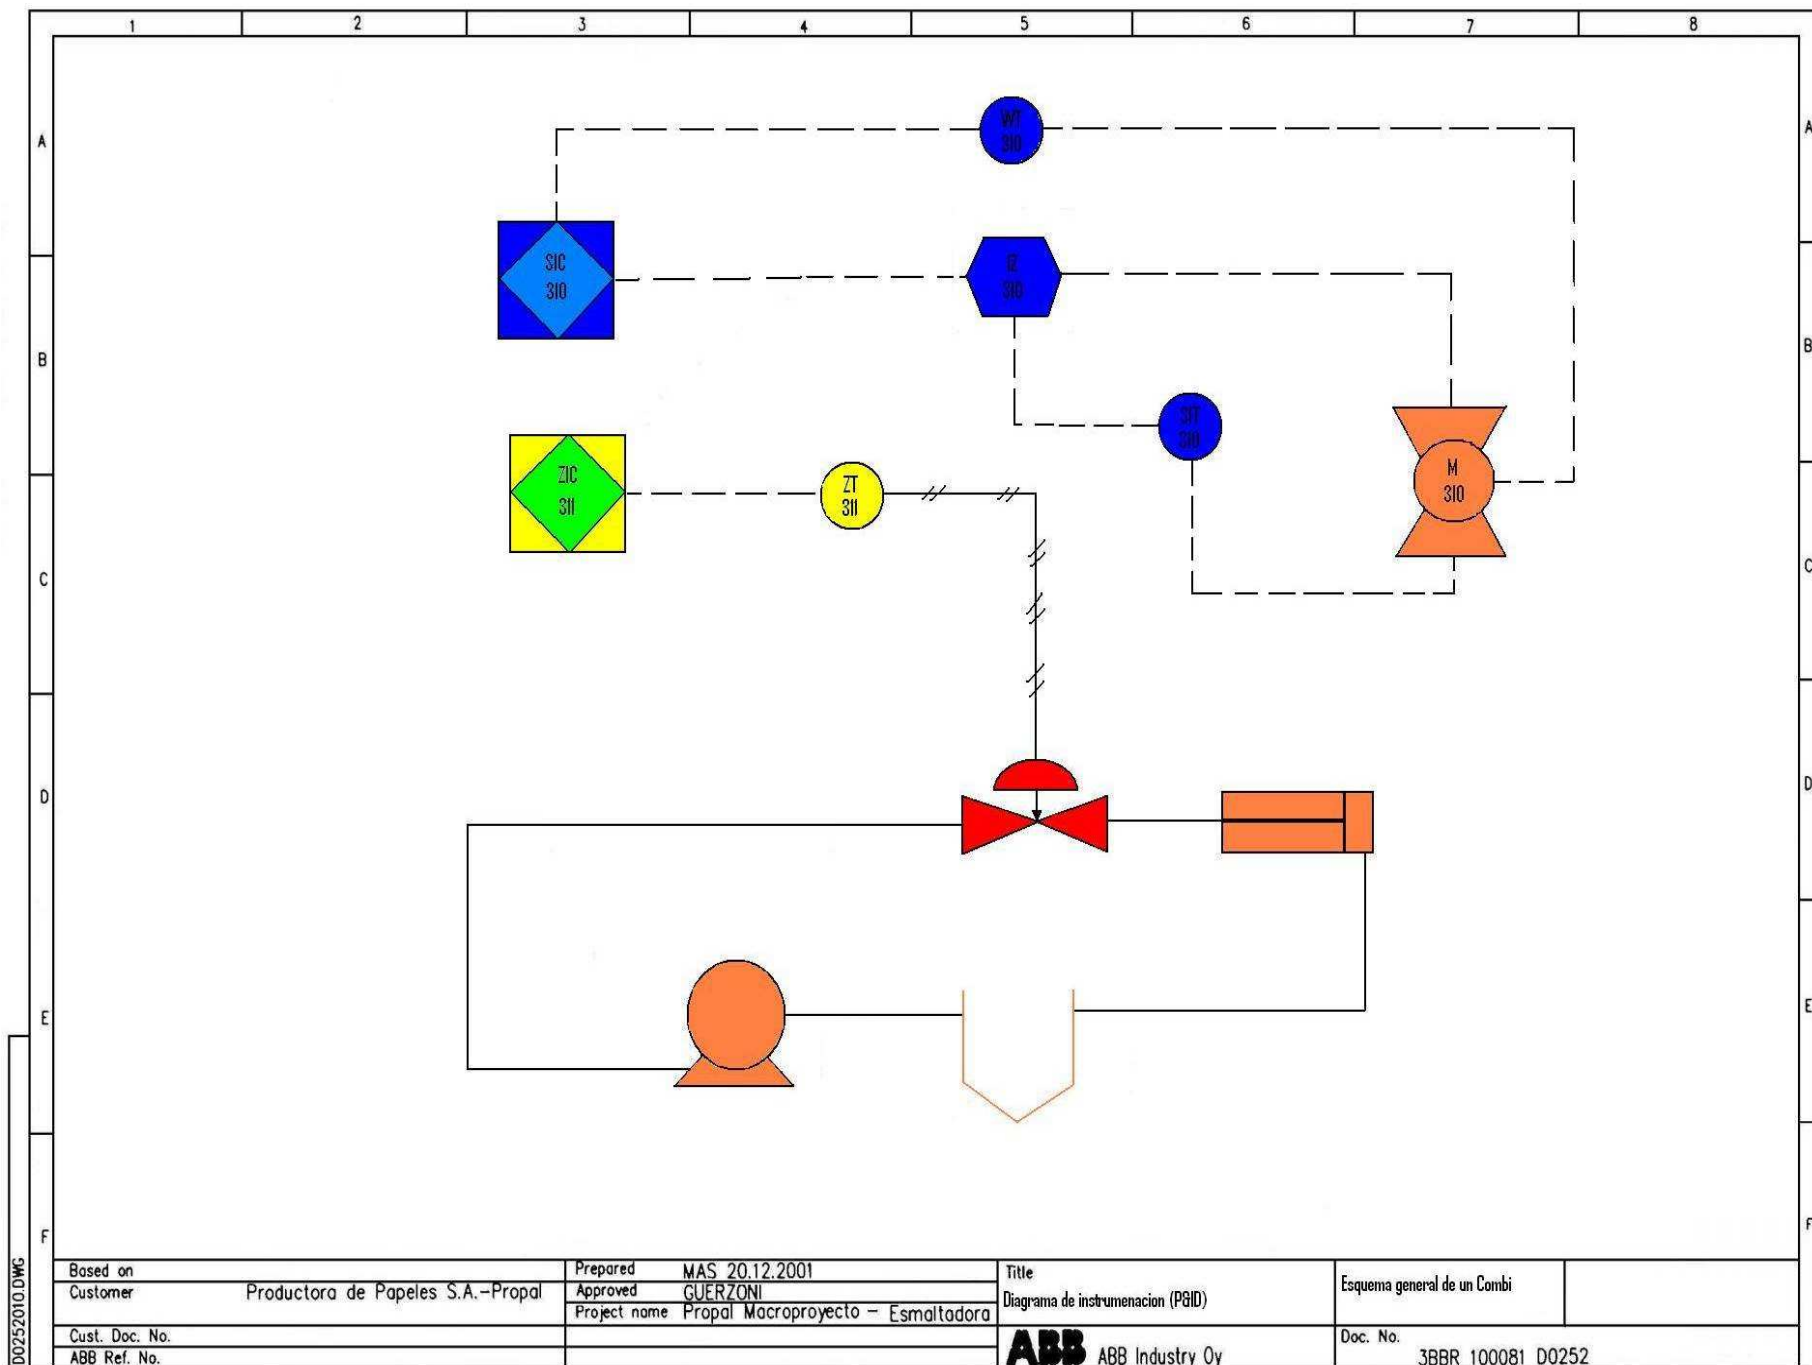 1 2 3 4 5 6 7 8
A A
WT
310
SIC
310
IZ
310
B B
SIT
310
ZIC
311
ZT
311
M
310
C C
D D
E E
F F
D0252010.DWG
Based on
Customer Productora de Papeles S.A.-Propal
Prepared MAS 20.12.2001
Approved GUERZONI
Project name Propal Macroproyecto - Esmaltadora
Title
Diagrama de instrumenacion (P&ID)
Esquema general de un Combi
Cust. Doc. No.
ABB Ref. No.
ABB ABB Industry Oy
Doc. No.
3BBR 100081 D0252